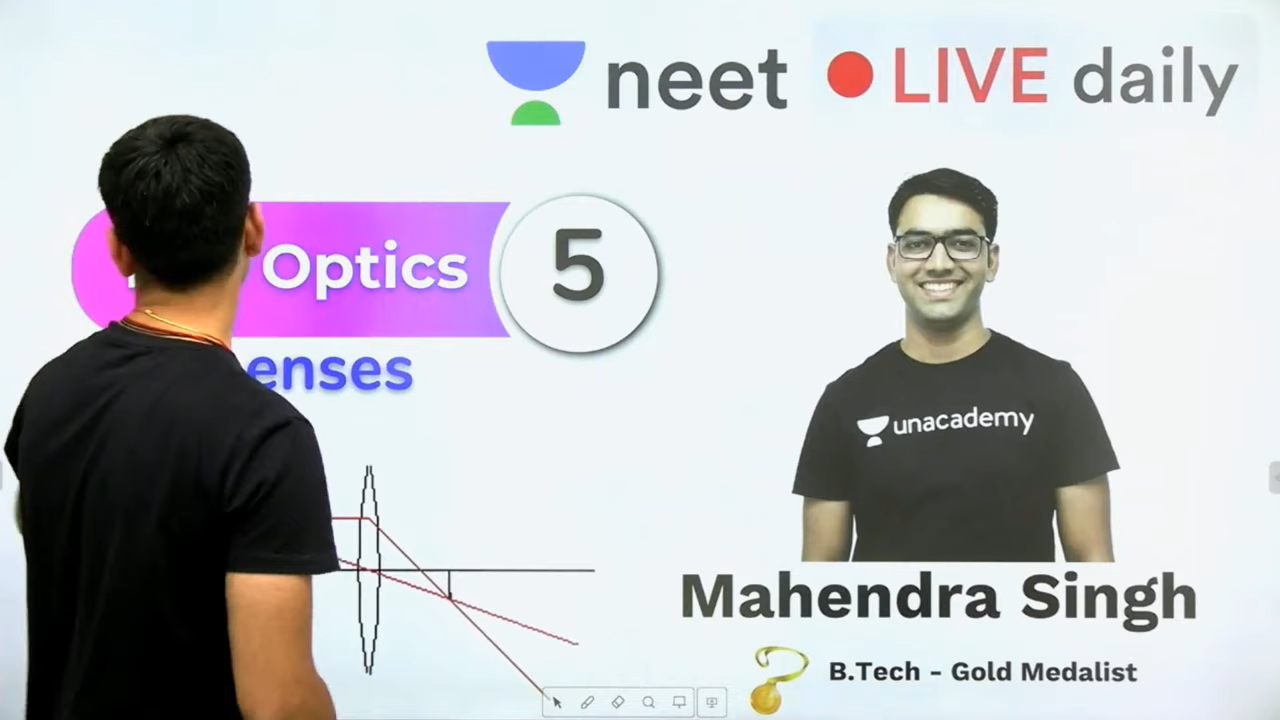 neet LIVE daily
Optics 5
enses
unacademy
Mahendra Singh
B.Tech - Gold Medalist